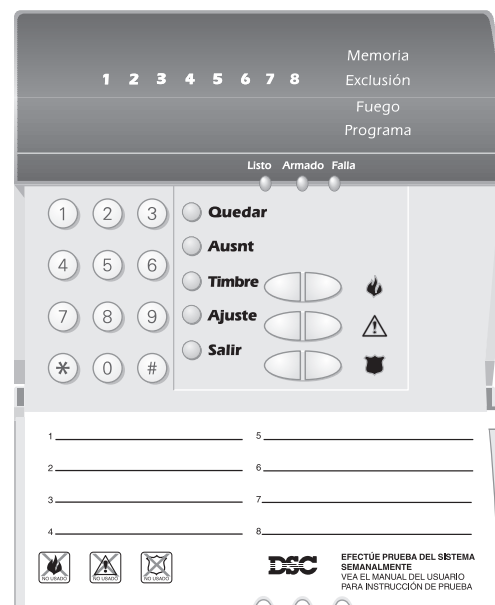 Memoria
1 2 3 4 5 6 7 8 Exclusión
Fuego
Programa
Listo Armado Falla
1 2 3 Quedar
Ausnt
4 5 6 Timbre
7 8 9 Ajuste
Salir
* 0 #
1 5
2 6
3 7
4 8
NO USADO NO USADO NO USADO
DSC
EFECTÚE PRUEBA DEL SISTEMA
SEMANALMENTE
VEA EL MANUAL DEL USUARIO
PARA INSTRUCCIÓN DE PRUEBA